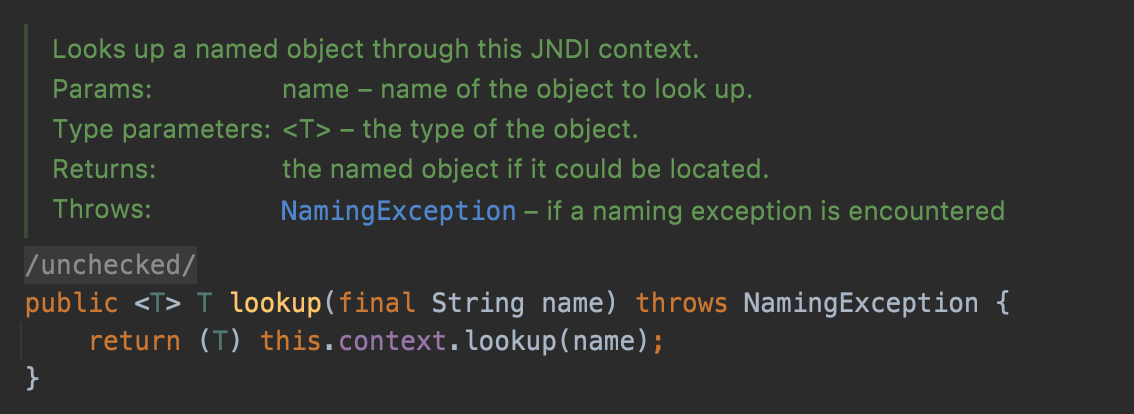 Looks up a named object through this JNDI context.
Params: name – name of the object to look up.
Type parameters: <T> – the type of the object.
Returns: the named object if it could be located.
Throws: NamingException – if a naming exception is encountered
/unchecked/
public <T> T lookup(final String name) throws NamingException {
    return (T) this.context.lookup(name);
}